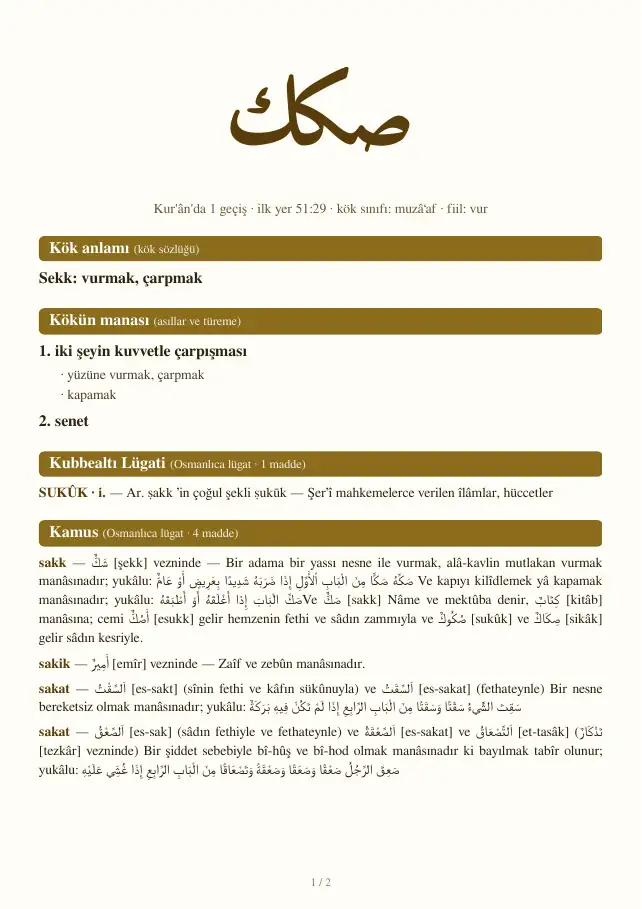 صكك
Kur'ân'da 1 geçiş · ilk yer 51:29 · kök sınıfı: muzâ'af · fiil: vur
Kök anlamı (kök sözlüğü)
Sekk: vurmak, çarpmak
Kökün manası (asıllar ve türeme)
1. iki şeyin kuvvetle çarpışması
· yüzüne vurmak, çarpmak
· kapamak
2. senet
Kubbealtı Lügati (Osmanlıca lügat · 1 madde)
SUKÛK · i. — Ar. ṣakk 'in çoğul şekli ṣukūk — Şer'î mahkemelerce verilen îlâmlar, hüccetler
Kamus (Osmanlıca lügat · 4 madde)
sakk — شَكٌّ [şekk] vezninde — Bir adama bir yassı nesne ile vurmak, alâ-kavlin mutlakan vurmak
manâsınadır; yukâlu: صَكَّهُ صَكًّا مِنَ الْبَابِ اْلأَوَّلِ إِذَا ضَرَبَهُ شَدِيدًا بِعَرِيضٍ أَوْ عَامٌّ Ve kapıyı kilîdlemek yâ kapamak
manâsınadır; yukâlu: صَكَّ الْبَابَ إِذَا أَغْلَقَهُ أَوْ أَطْبَقَهُVe صَكٌّ [sakk] Nâme ve mektûba denir, كِتَابٌ [kitâb]
manâsına; cemi أَصُكٌّ [esukk] gelir hemzenin fethi ve sâdın zammıyla ve صُكُوكٌ [sukûk] ve صِكَاكٌ [sikâk]
gelir sâdın kesriyle.
sakik — أَمِيرٌ [emîr] vezninde — Zaîf ve zebûn manâsınadır.
sakat — اَلسَّقْتُ [es-sakt] (sînin fethi ve kâfın sükûnuyla) ve اَلسَّقَتُ [es-sakat] (fethateynle) Bir nesne
bereketsiz olmak manâsınadır; yukâlu: سَقِتَ الشَّيْءُ سَقْتًا وَسَقَتًا مِنَ الْبَابِ الرَّابِعِ إِذَا لَمْ تَكُنْ فِيهِ بَرَكَةٌ
sakat — اَلصَّعْقُ [es-sak] (sâdın fethiyle ve fethateynle) ve اَلصَّعْقَةُ [es-sakat] ve اَلتَّصْعَاقُ [et-tasâk] (تَذْكَارٌ
[tezkâr] vezninde) Bir şiddet sebebiyle bî-hûş ve bî-hod olmak manâsınadır ki bayılmak tabîr olunur;
yukâlu: صَعِقَ الرَّجُلُ صَعْقًا وَصَعَقًا وَصَعْقَةً وَتَصْعَاقًا مِنَ الْبَابِ الرَّابِعِ إِذَا غُشِيَ عَلَيْهِ
1 / 2